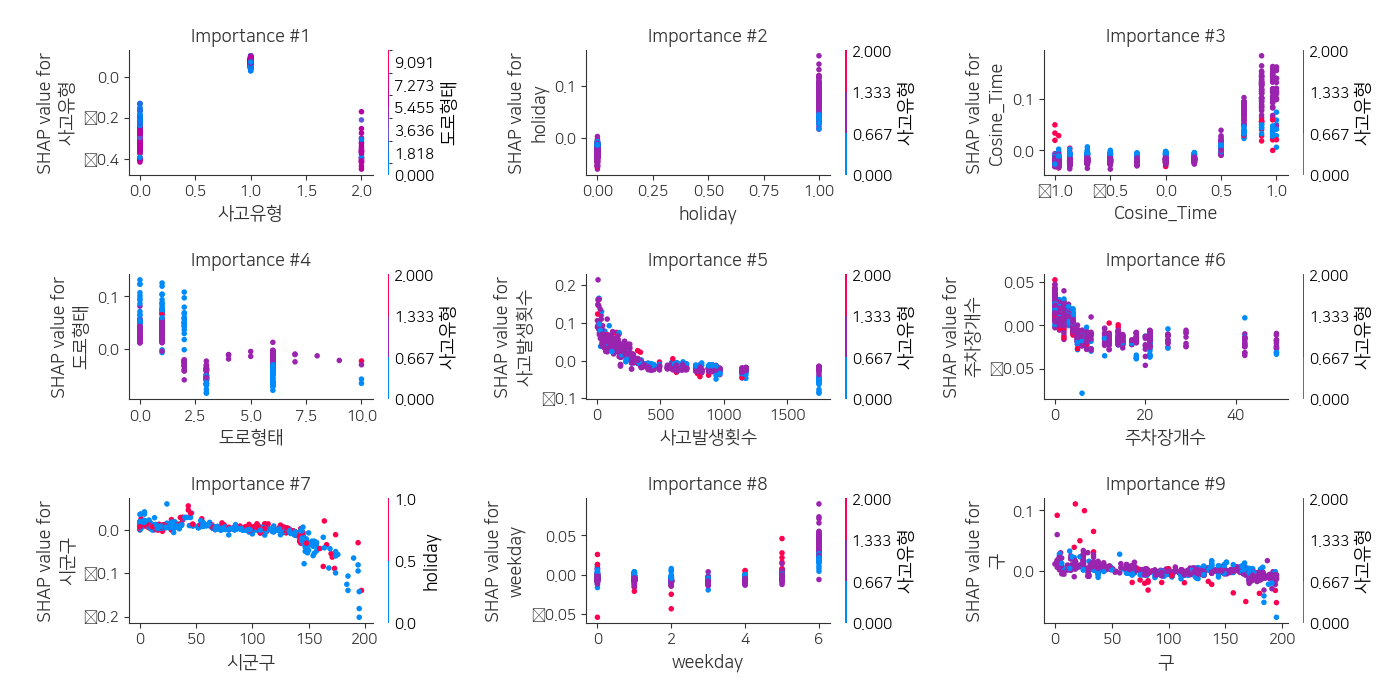 Importance #1
SHAP value for
사고유형
0.0
☒0.2
☒0.4
0.0
0.5
1.0
1.5
2.0
사고유형
9.091
7.273
5.455
3.636
1.818
0.000
도로형태
Importance #2
SHAP value for
holiday
0.1
0.0
0.00
0.25
0.50
0.75
1.00
holiday
2.000
1.333
0.667
0.000
사고유형
Importance #3
SHAP value for
Cosine_Time
0.1
0.0
☒1.0
☒0.5
0.0
0.5
1.0
Cosine_Time
2.000
1.333
0.667
0.000
사고유형
Importance #4
SHAP value for
도로형태
0.1
0.0
0.0
2.5
5.0
7.5
10.0
도로형태
2.000
1.333
0.667
0.000
사고유형
Importance #5
SHAP value for
사고발생횟수
0.2
0.1
0.0
☒0.1
0
500
1000
1500
사고발생횟수
2.000
1.333
0.667
0.000
사고유형
Importance #6
SHAP value for
주차장개수
0.05
0.00
☒0.05
0
20
40
주차장개수
2.000
1.333
0.667
0.000
사고유형
Importance #7
SHAP value for
시군구
0.0
☒0.1
☒0.2
0
50
100
150
200
시군구
1.0
0.5
0.0
holiday
Importance #8
SHAP value for
weekday
0.05
0.00
☒0.05
0
2
4
6
weekday
2.000
1.333
0.667
0.000
사고유형
Importance #9
SHAP value for
구
0.1
0.0
0
50
100
150
200
구
2.000
1.333
0.667
0.000
사고유형